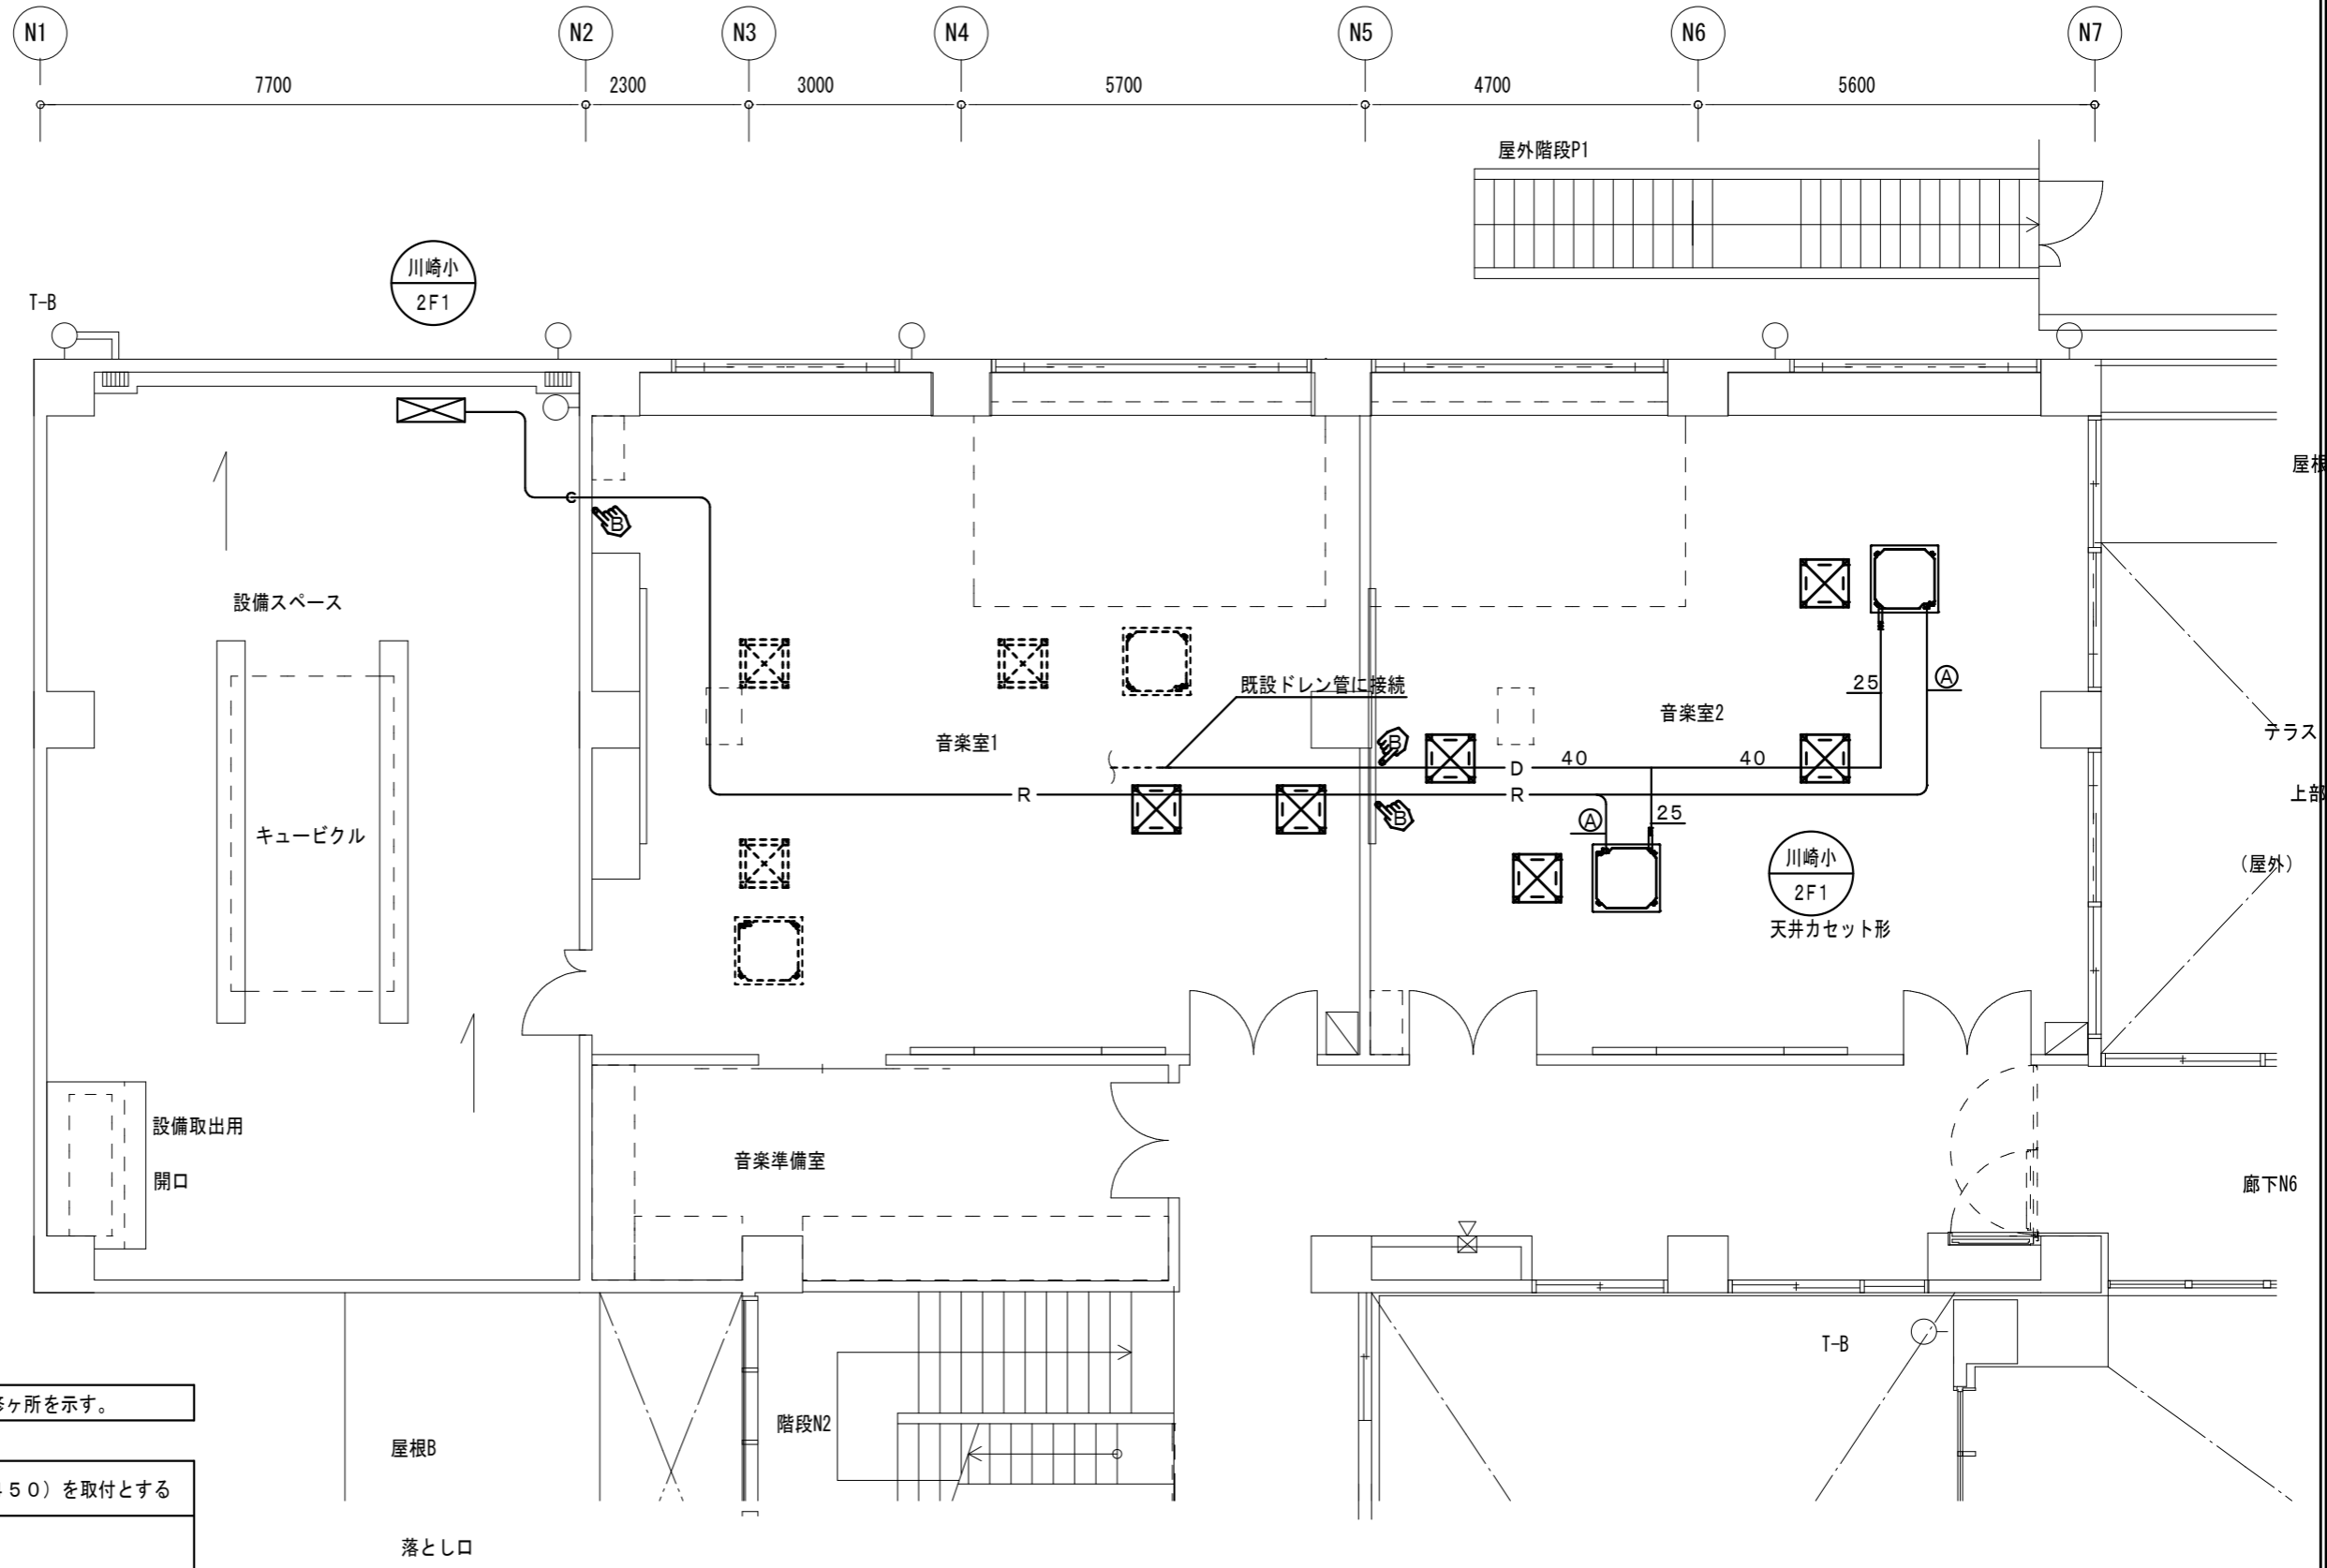 N1
N2
N3
N4
N5
N6
N7
7700
2300
3000
5700
4700
5600
屋外階段P1
川崎小
2F1
T-B
C
B
屋根
設備スペース
既設ドレン管に接続
25
A
音楽室2
音楽室1
B
テラス
D
40
40
R
R
上部
キュービクル
B
A
25
川崎小
2F1
天井カセット形
(屋外)
設備取出用
開口
音楽準備室
廊下N6
T-B
ヶ所を示す。
階段N2
屋根B
50)を取付とする
落とし口